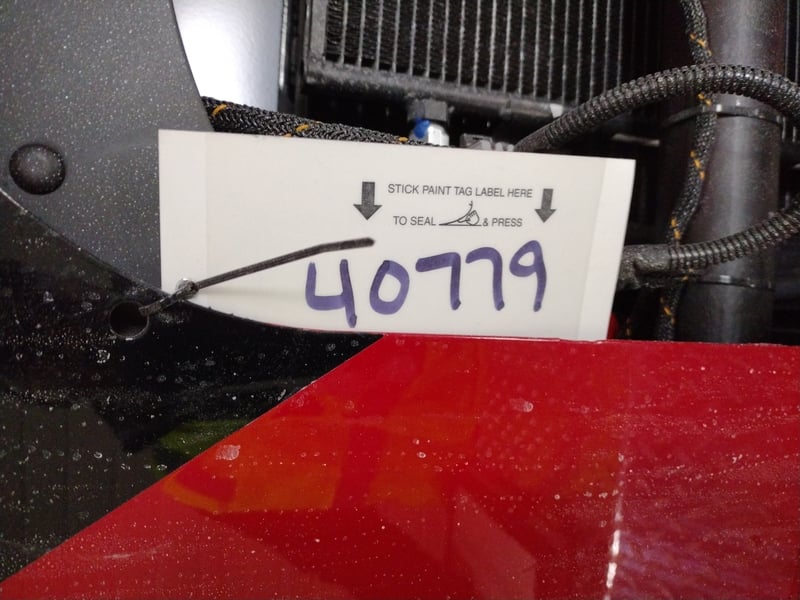 STICK PAINT TAG LABEL HERE
TO SEAL & PRESS
40779